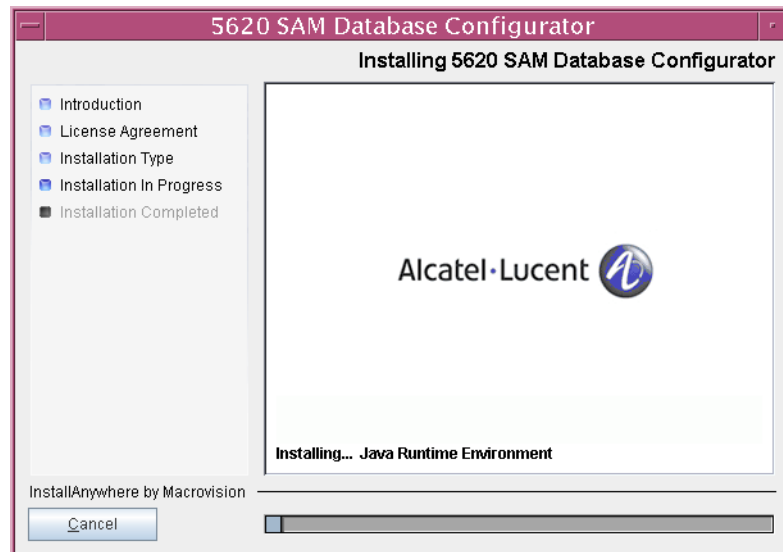 5620 SAM Database Configurator
Installing 5620 SAM Database Configurator
Introduction
License Agreement
Installation Type
Installation In Progress
Installation Completed
Alcatel·Lucent
Installing... Java Runtime Environment
InstallAnywhere by Macrovision
Cancel